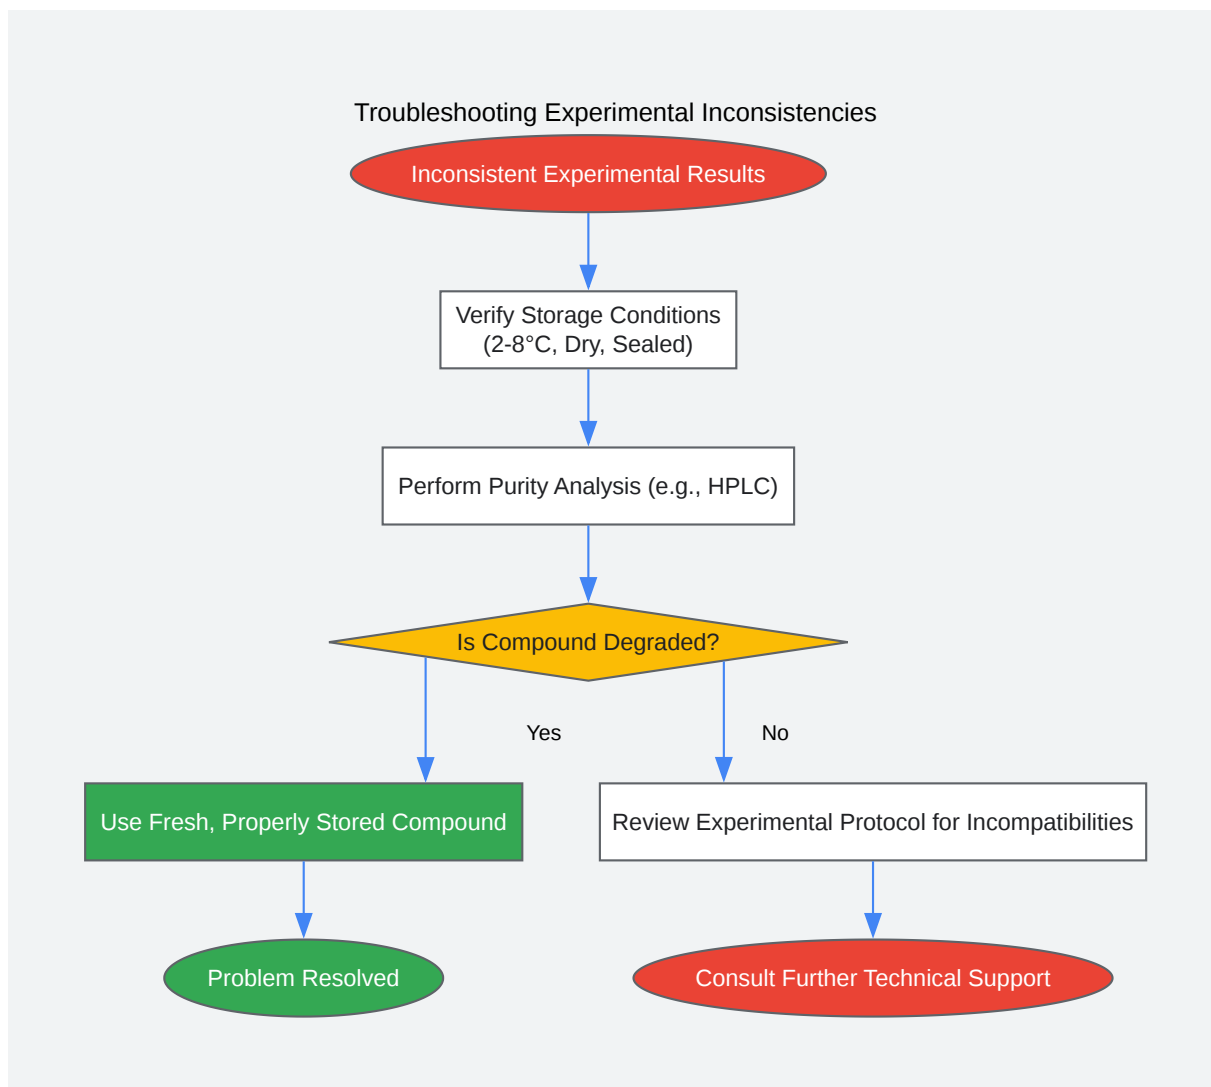 Troubleshooting Experimental Inconsistencies
Inconsistent Experimental Results
Verify Storage Conditions
(2-8°C, Dry, Sealed)
Perform Purity Analysis (e.g., HPLC)
Is Compound Degraded?
Yes
No
Use Fresh, Properly Stored Compound
Review Experimental Protocol for Incompatibilities
Problem Resolved
Consult Further Technical Support